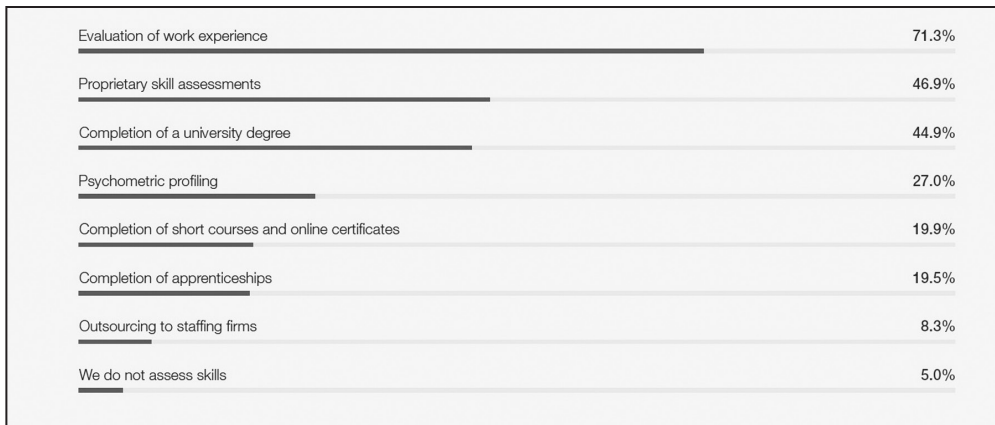 Evaluation of work experience 71.3%
Proprietary skill assessments 46.9%
Completion of a university degree 44.9%
Psychometric profiling 27.0%
Completion of short courses and online certificates 19.9%
Completion of apprenticeships 19.5%
Outsourcing to staffing firms 8.3%
We do not assess skills 5.0%